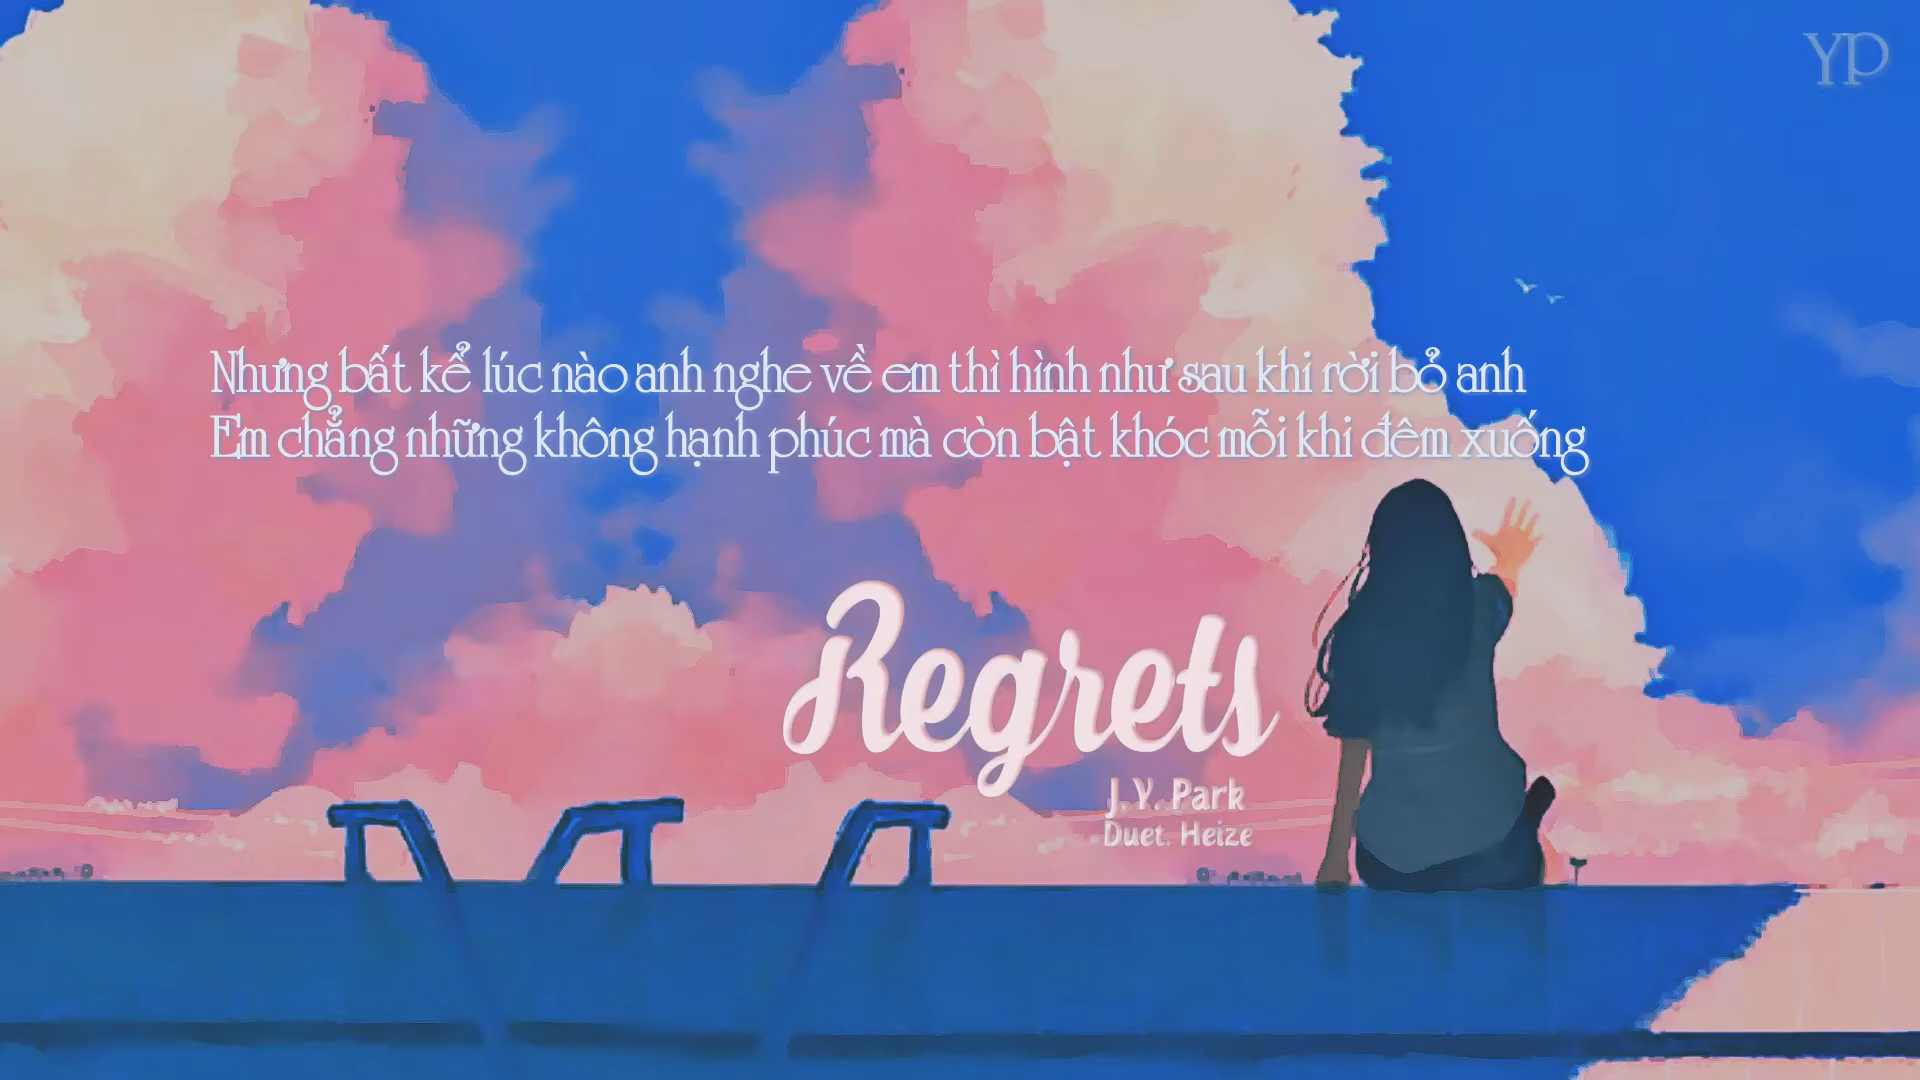 YP
Nhưng bất kể lúc nào anh nghe về em thì hình như sau khi rời bỏ anh
Em chẳng những không hạnh phúc mà còn bật khóc mỗi khi đêm xuống
Regrets
J.Y. Park
Duet. Heize